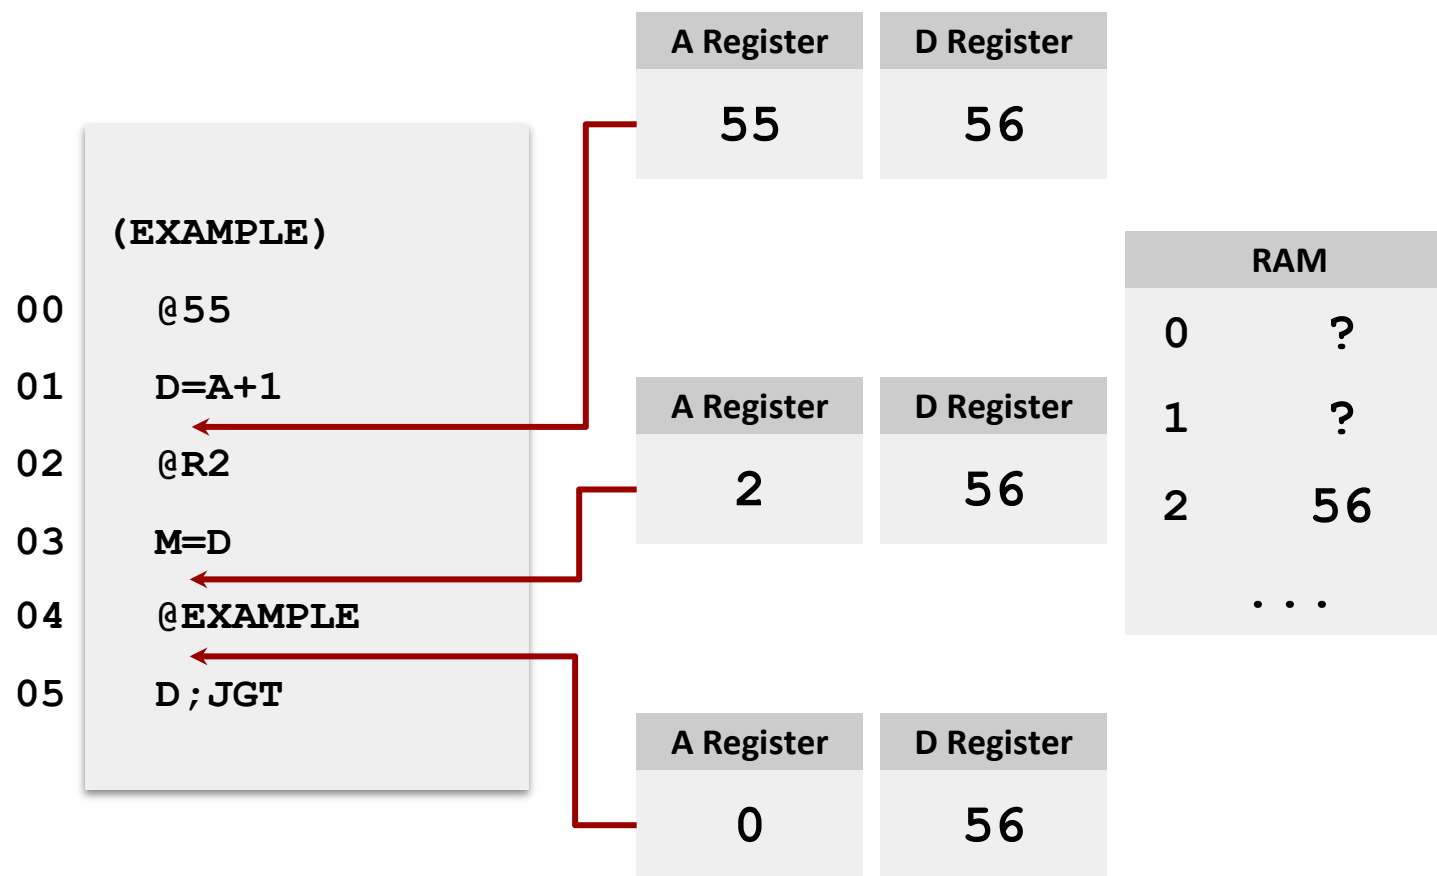 (EXAMPLE)
00 @55
01 D=A+1
02 @R2
03 M=D
04 @EXAMPLE
05 D;JGT
A Register D Register
55 56
A Register D Register
2 56
A Register D Register
0 56
RAM
0 ?
1 ?
2 56
...